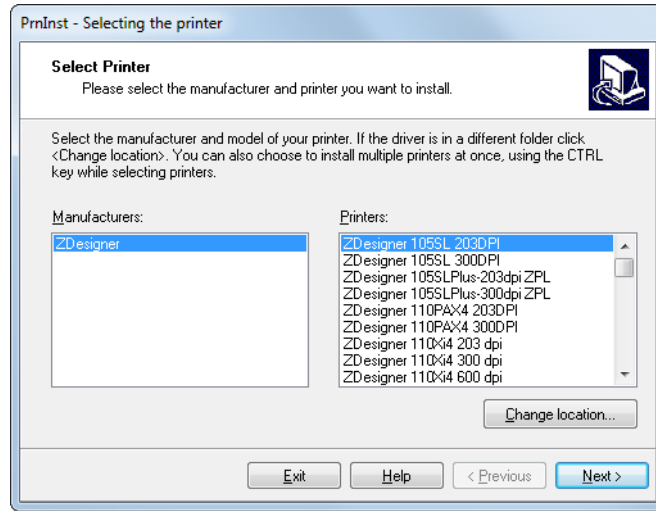 PrnInst - Selecting the printer
Select Printer
Please select the manufacturer and printer you want to install.
Select the manufacturer and model of your printer. If the driver is in a different folder click
<Change location>. You can also choose to install multiple printers at once, using the CTRL
key while selecting printers.
Manufacturers:
ZDesigner
Printers:
ZDesigner 105SL 203DPI
ZDesigner 105SL 300DPI
ZDesigner 105SLPlus-203dpi ZPL
ZDesigner 105SLPlus-300dpi ZPL
ZDesigner 110PAX4 203DPI
ZDesigner 110PAX4 300DPI
ZDesigner 110Xi4 203 dpi
ZDesigner 110Xi4 300 dpi
ZDesigner 110Xi4 600 dpi
Change location...
Exit
Help
< Previous
Next >